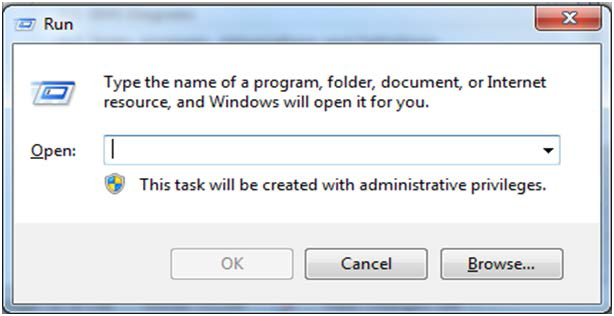 Run
Type the name of a program, folder, document, or Internet
resource, and Windows will open it for you.
Open:
This task will be created with administrative privileges.
OK
Cancel
Browse...